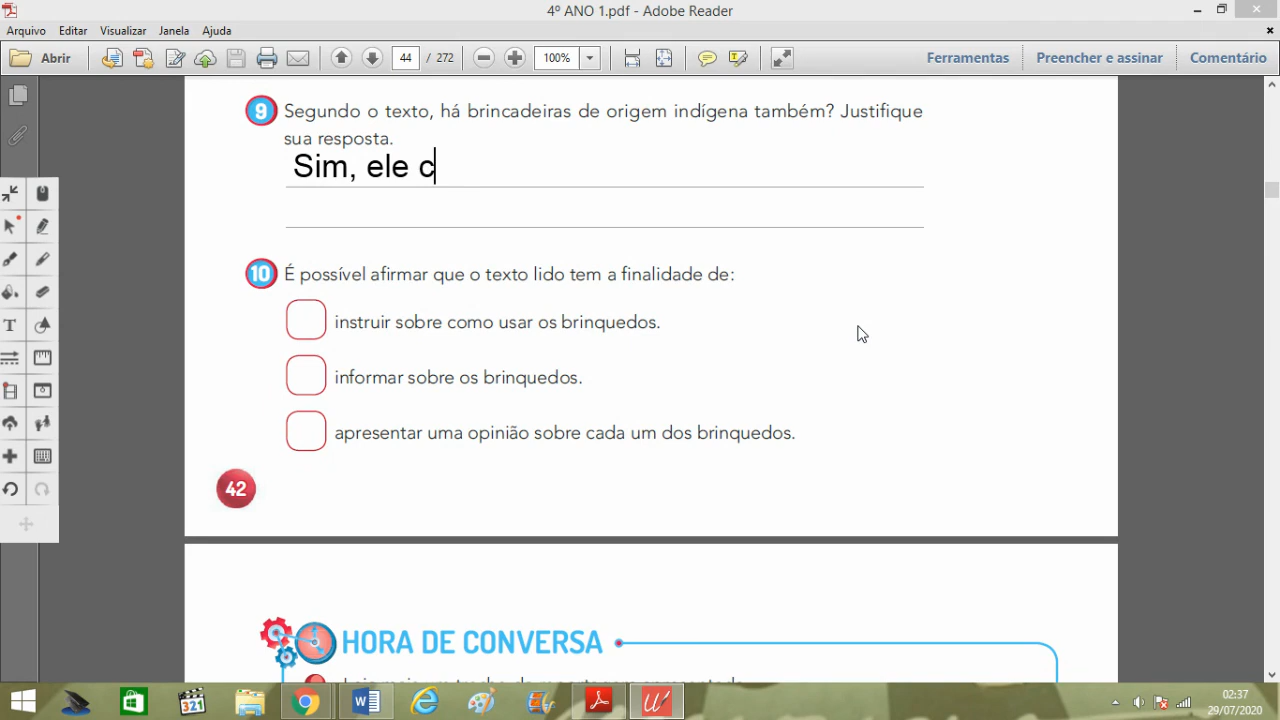 4º ANO 1.pdf - Adobe Reader
Arquivo Editar Visualizar Janela Ajuda
Abrir 44 / 272 100% Ferramentas Preencher e assinar Comentário
9 Segundo o texto, há brincadeiras de origem indígena também? Justifique
sua resposta.
Sim, ele c
10 É possível afirmar que o texto lido tem a finalidade de:
instruir sobre como usar os brinquedos.
informar sobre os brinquedos.
apresentar uma opinião sobre cada um dos brinquedos.
42
HORA DE CONVERSA
321
02:37
29/07/2020